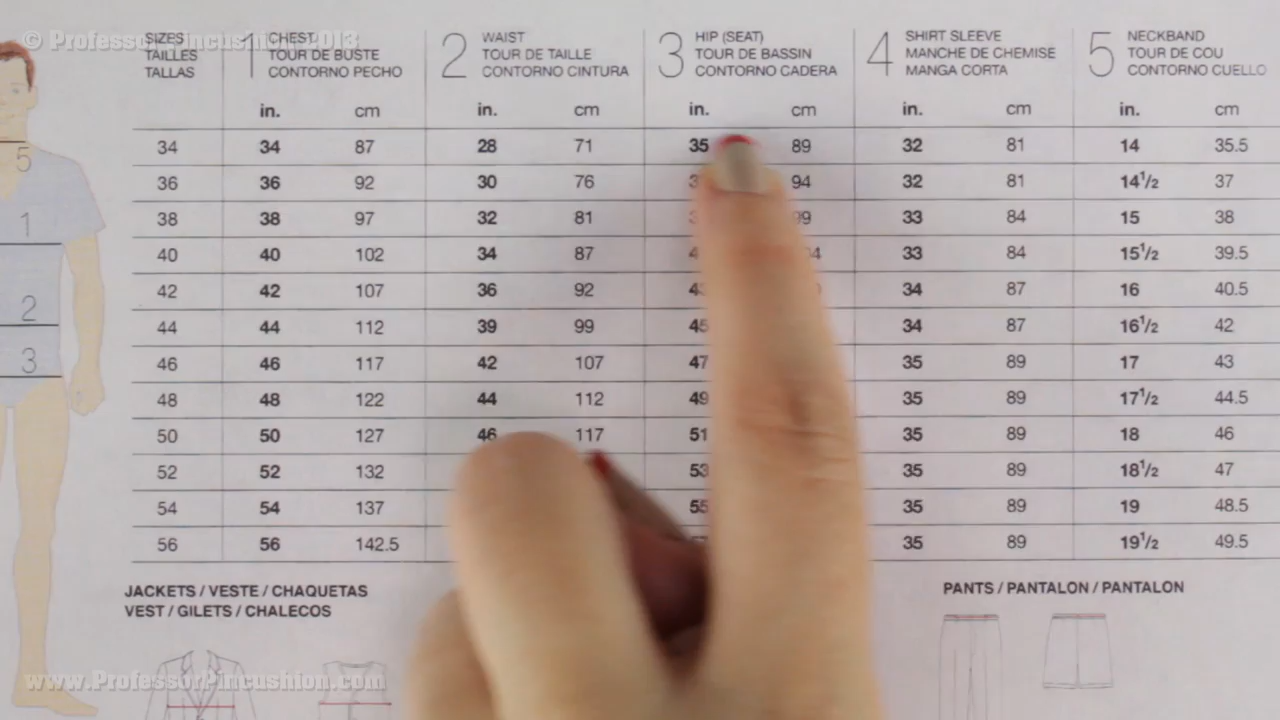 © Professor Pincushion 2013
SIZES
TAILLES
TALLAS
1 CHEST
TOUR DE BUSTE
CONTORNO PECHO
2 WAIST
TOUR DE TAILLE
CONTORNO CINTURA
3 HIP (SEAT)
TOUR DE BASSIN
CONTORNO CADERA
4 SHIRT SLEEVE
MANCHE DE CHEMISE
MANGA CORTA
5 NECKBAND
TOUR DE COU
CONTORNO CUELLO
in. cm in. cm in. cm in. cm in. cm
34 34 87 28 71 35 89 32 81 14 35.5
36 36 92 30 76 94 32 81 14½ 37
38 38 97 32 81 33 84 15 38
40 40 102 34 87 33 84 15½ 39.5
42 42 107 36 92 34 87 16 40.5
44 44 112 39 99 45 34 87 16½ 42
46 46 117 42 107 47 35 89 17 43
48 48 122 44 112 49 35 89 17½ 44.5
50 50 127 46 117 51 35 89 18 46
52 52 132 53 35 89 18½ 47
54 54 137 55 35 89 19 48.5
56 56 142.5 35 89 19½ 49.5
5
1
2
3
JACKETS / VESTE / CHAQUETAS
VEST / GILETS / CHALECOS
PANTS / PANTALON / PANTALON
www.ProfessorPincushion.com